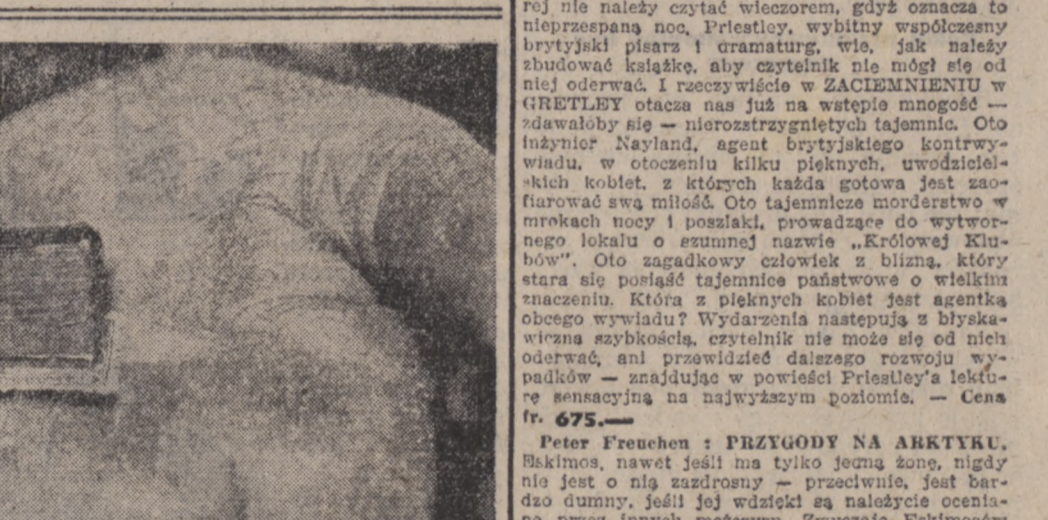 rej nie należy czytać wieczorem, gdyż oznacza to
nieprzespaną noc. Priestley, wybitny współczesny
brytyjski pisarz i dramaturg, wie, jak należy
zbudować książkę, aby czytelnik nie mógł się od
niej oderwać. I rzeczywiście w ZACIEMNIENIU w
GRETLEY otacza nas już na wstępie mnogość —
zdawałoby się — nierozstrzygniętych tajemnic. Oto
inżynier Nayland, agent brytyjskiego kontrwy-
wiadu, w otoczeniu kilku pięknych, uwodziciel-
skich kobiet, z których każda gotowa jest zao-
fiarować swą miłość. Oto tajemnicze morderstwo w
mrokach nocy i poszlaki, prowadzące do wytwor-
nego lokalu o szumnej nazwie „Królowej Klu-
bów". Oto zagadkowy człowiek z blizną, który
stara się posiąść tajemnice państwowe o wielkim
znaczeniu. Która z pięknych kobiet jest agentką
obcego wywiadu? Wydarzenia następują z błyska-
wiczną szybkością, czytelnik nie może się od nich
oderwać, ani przewidzieć dalszego rozwoju wy-
padków — znajdując w powieści Priestley'a lektu-
rę sensacyjną na najwyższym poziomie. — Cena
fr. 675.—
Peter Freuchen : PRZYGODY NA ARKTYKU.
Eskimos, nawet jeśli ma tylko jedną żonę, nigdy
nie jest o nią zazdrosny — przeciwnie, jest bar-
dzo dumny, jeśli jej wdzięki są należycie ocenia-
ne przez innych mężczyzn.